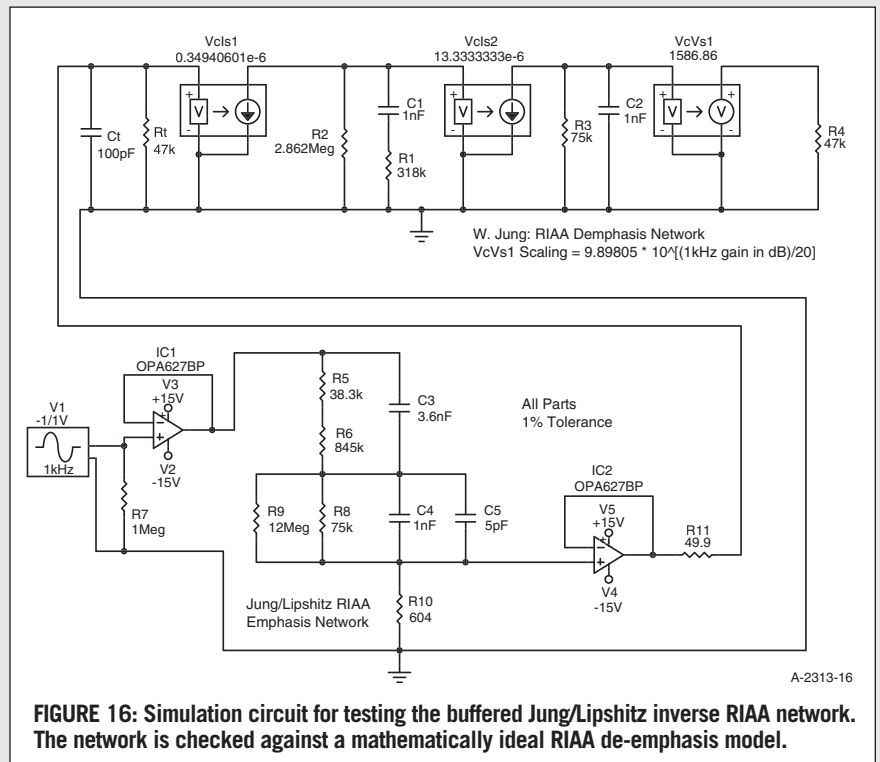 VcIs1
0.34940601e-6
VcIs2
13.3333333e-6
VcVs1
1586.86
+
V
-
+
V
-
+
V
-
+
V
-
Ct
100pF
Rt
47k
R2
2.862Meg
C1
1nF
R1
318k
R3
75k
C2
1nF
R4
47k
W. Jung: RIAA Demphasis Network
VcVs1 Scaling = 9.89805 * 10^[(1kHz gain in dB)/20]
IC1
OPA627BP
V3
+15V
V1
-1/1V
1kHz
-
+
+
V2
-15V
R7
1Meg
R5
38.3k
R6
845k
C3
3.6nF
All Parts
1% Tolerance
R9
12Meg
R8
75k
C4
1nF
C5
5pF
IC2
OPA627BP
V5
+15V
-
+
+
V4
-15V
R11
49.9
R10
604
Jung/Lipshitz RIAA
Emphasis Network
A-2313-16
FIGURE 16: Simulation circuit for testing the buffered Jung/Lipshitz inverse RIAA network.
The network is checked against a mathematically ideal RIAA de-emphasis model.